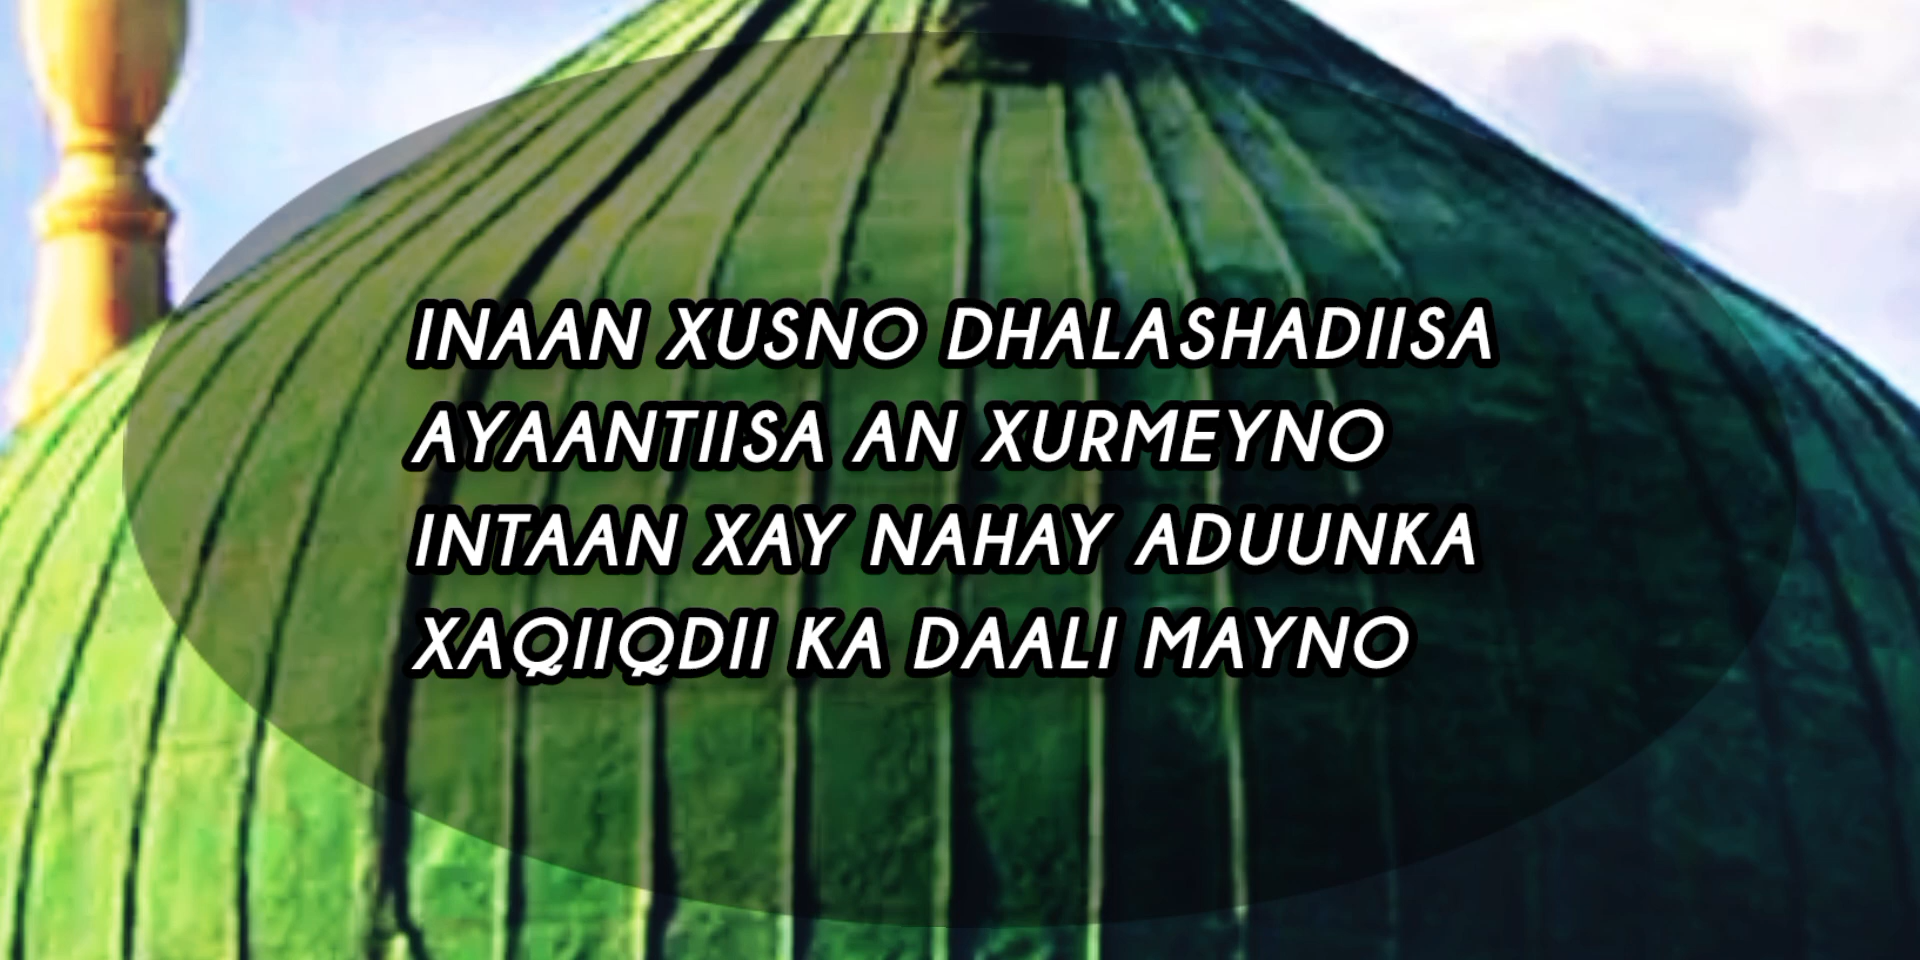 INAAN XUSNO DHALASHADIISA
AYAANTIISA AN XURMEYNO
INTAAN XAY NAHAY ADUUNKA
XAQIIQDII KA DAALI MAYNO